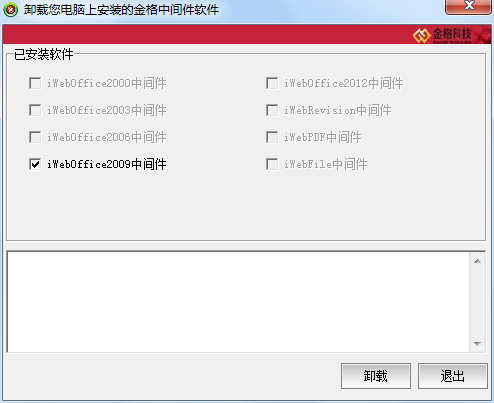 卸载您电脑上安装的金格中间件软件
金格科技
已安装软件
iWebOffice2000中间件
iWebOffice2012中间件
iWebOffice2003中间件
iWebRevision中间件
iWebOffice2006中间件
iWebPDF中间件
iWebOffice2009中间件
iWebFile中间件
卸载
退出